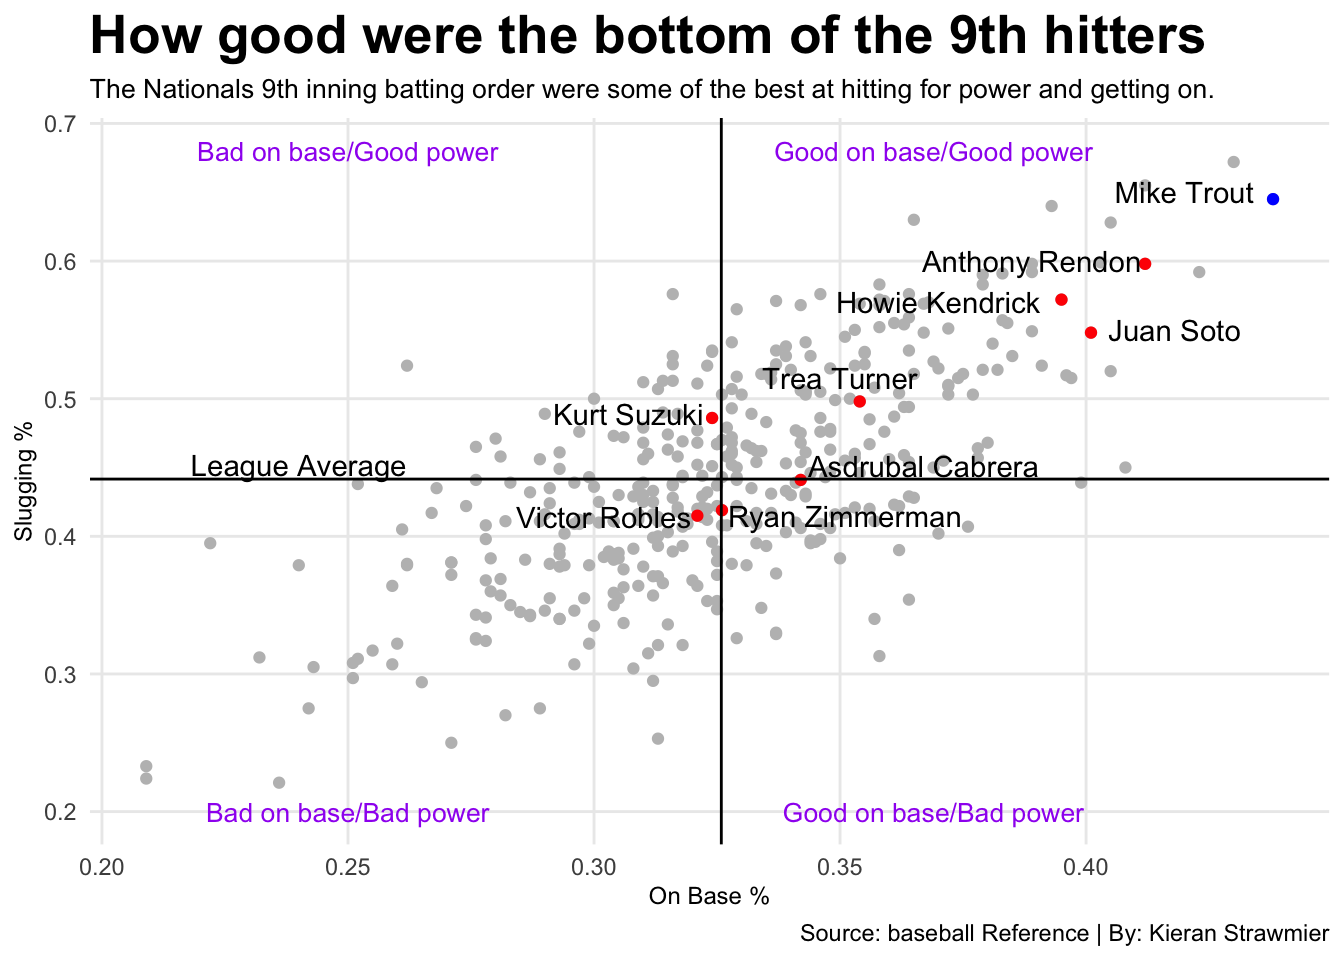 How good were the bottom of the 9th hitters
The Nationals 9th inning batting order were some of the best at hitting for power and getting on.
0.7
Bad on base/Good power
Good on base/Good power
Mike Trout
0.6
Anthony Rendon
Howie Kendrick
Juan Soto
Trea Turner
0.5
Kurt Suzuki
Slugging %
League Average
Asdrubal Cabrera
Victor Robles
Ryan Zimmerman
0.4
0.3
0.2
Bad on base/Bad power
Good on base/Bad power
0.20
0.25
0.30
0.35
0.40
On Base %
Source: baseball Reference | By: Kieran Strawmier